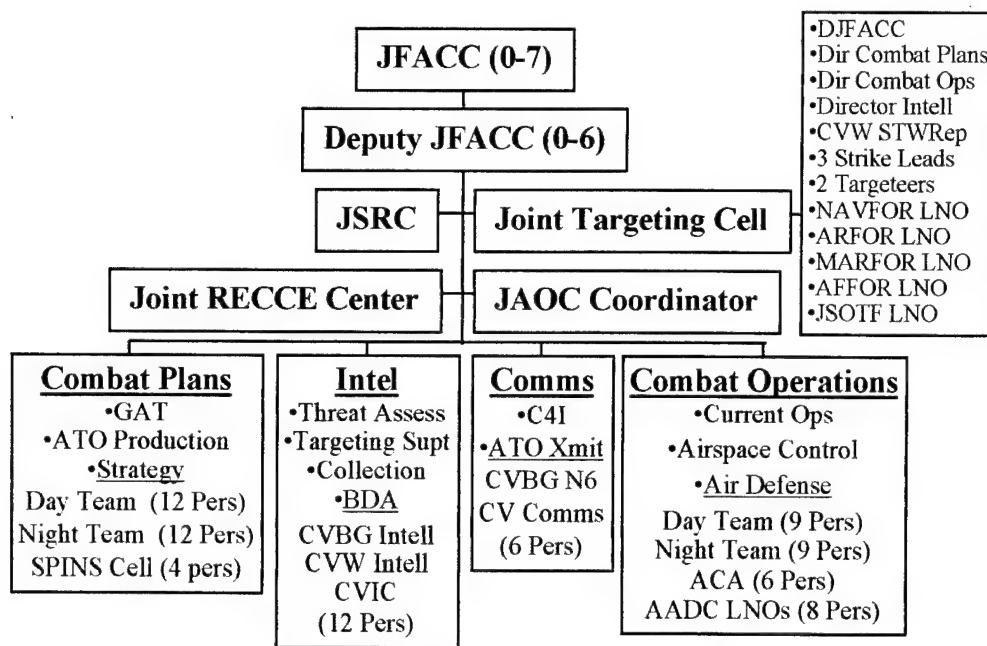 JFACC (0-7)
Deputy JFACC (0-6)
•DJFACC
•Dir Combat Plans
•Dir Combat Ops
•Director Intell
•CVW STWRep
•3 Strike Leads
•2 Targeteers
•NAVFOR LNO
•ARFOR LNO
•MARFOR LNO
•AFFOR LNO
•JSOTF LNO
JSRC
Joint Targeting Cell
Joint RECCE Center
JAOC Coordinator
Combat Plans
•GAT
•ATO Production
•Strategy
Day Team (12 Pers)
Night Team (12 Pers)
SPINS Cell (4 pers)
Intel
•Threat Assess
•Targeting Supt
•Collection
•BDA
CVBG Intell
CVW Intell
CVIC
(12 Pers)
Comms
•C4I
•ATO Xmit
CVBG N6
CV Comms
(6 Pers)
Combat Operations
•Current Ops
•Airspace Control
•Air Defense
Day Team (9 Pers)
Night Team (9 Pers)
ACA (6 Pers)
AADC LNOs (8 Pers)